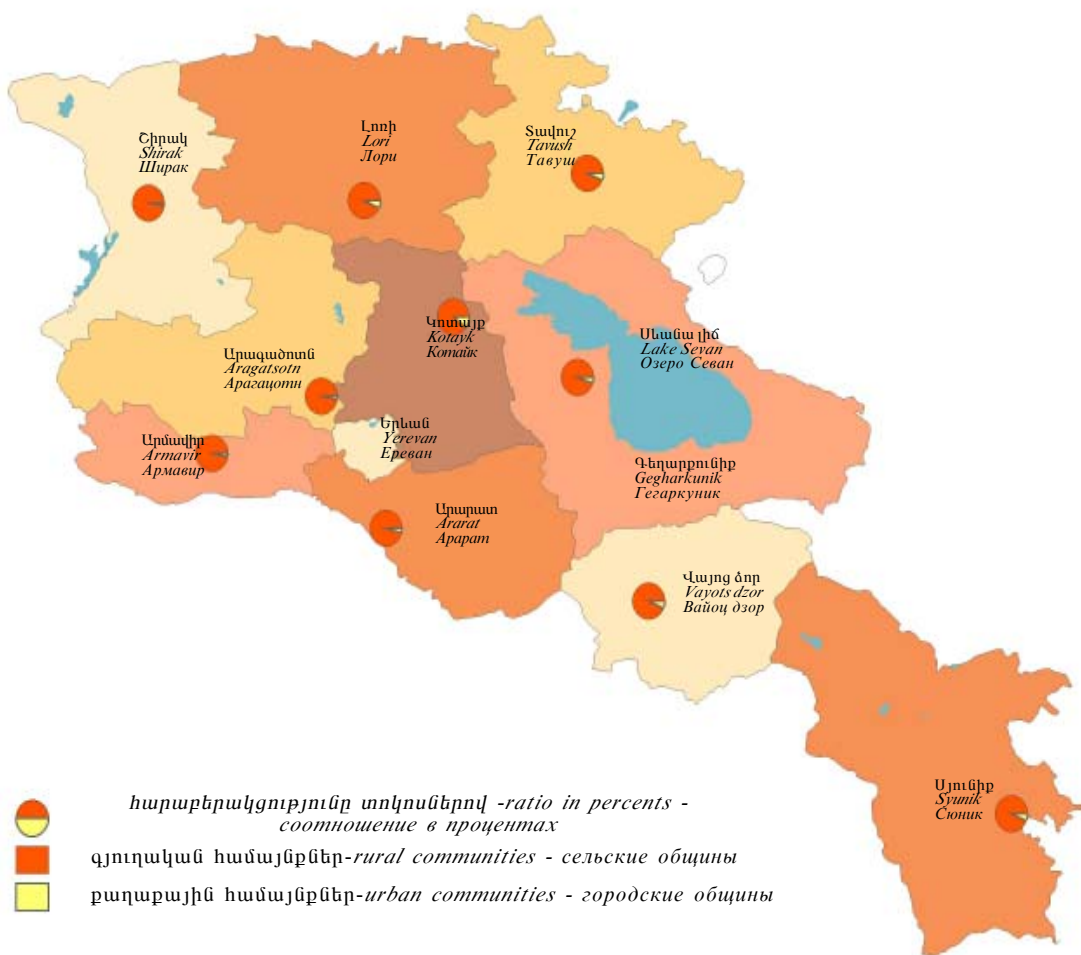 Լոռի
Lori
Лори
Տավուշ
Tavush
Тавуш
Շիրակ
Shirak
Ширак
Կոտայք
Kotayk
Котайк
Սևանա լիճ
Lake Sevan
Озеро Севан
Արագածոտն
Aragatsotn
Арагацотн
Երևան
Yerevan
Ереван
Արմավիր
Armavir
Армавир
Գեղարքունիք
Gegharkunik
Гегаркуник
Արարատ
Ararat
Арарат
Վայոց ձոր
Vayots dzor
Вайоц дзор
Սյունիք
Syunik
Сюник
հարաբերակցությունը տոկոսներով -ratio in percents -
соотношение в процентах
գյուղական համայնքներ-rural communities - сельские общины
քաղաքային համայնքներ-urban communities - городские общины